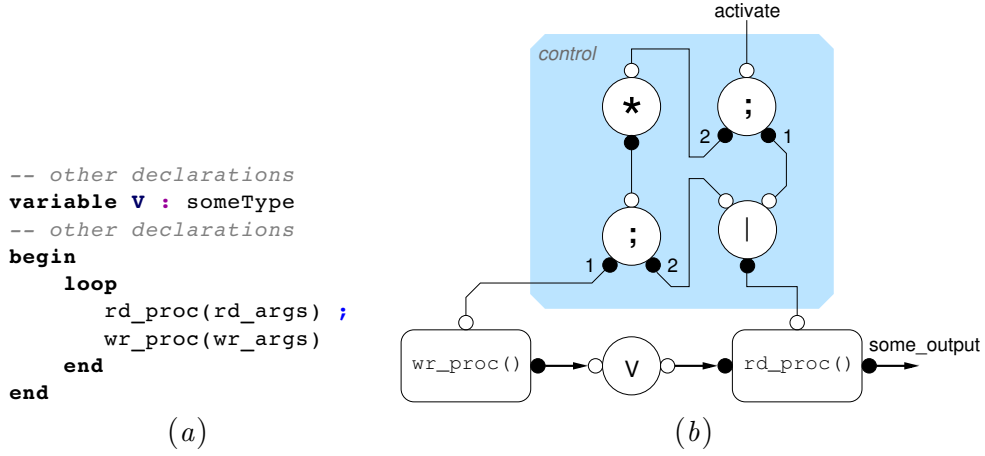 -- other declarations
variable V : someType
-- other declarations
begin
loop
rd_proc(rd_args) ;
wr_proc(wr_args)
end
end
(a)
activate
control
*
;
2
1
;
|
1
2
wr_proc()
V
rd_proc()
some_output
(b)